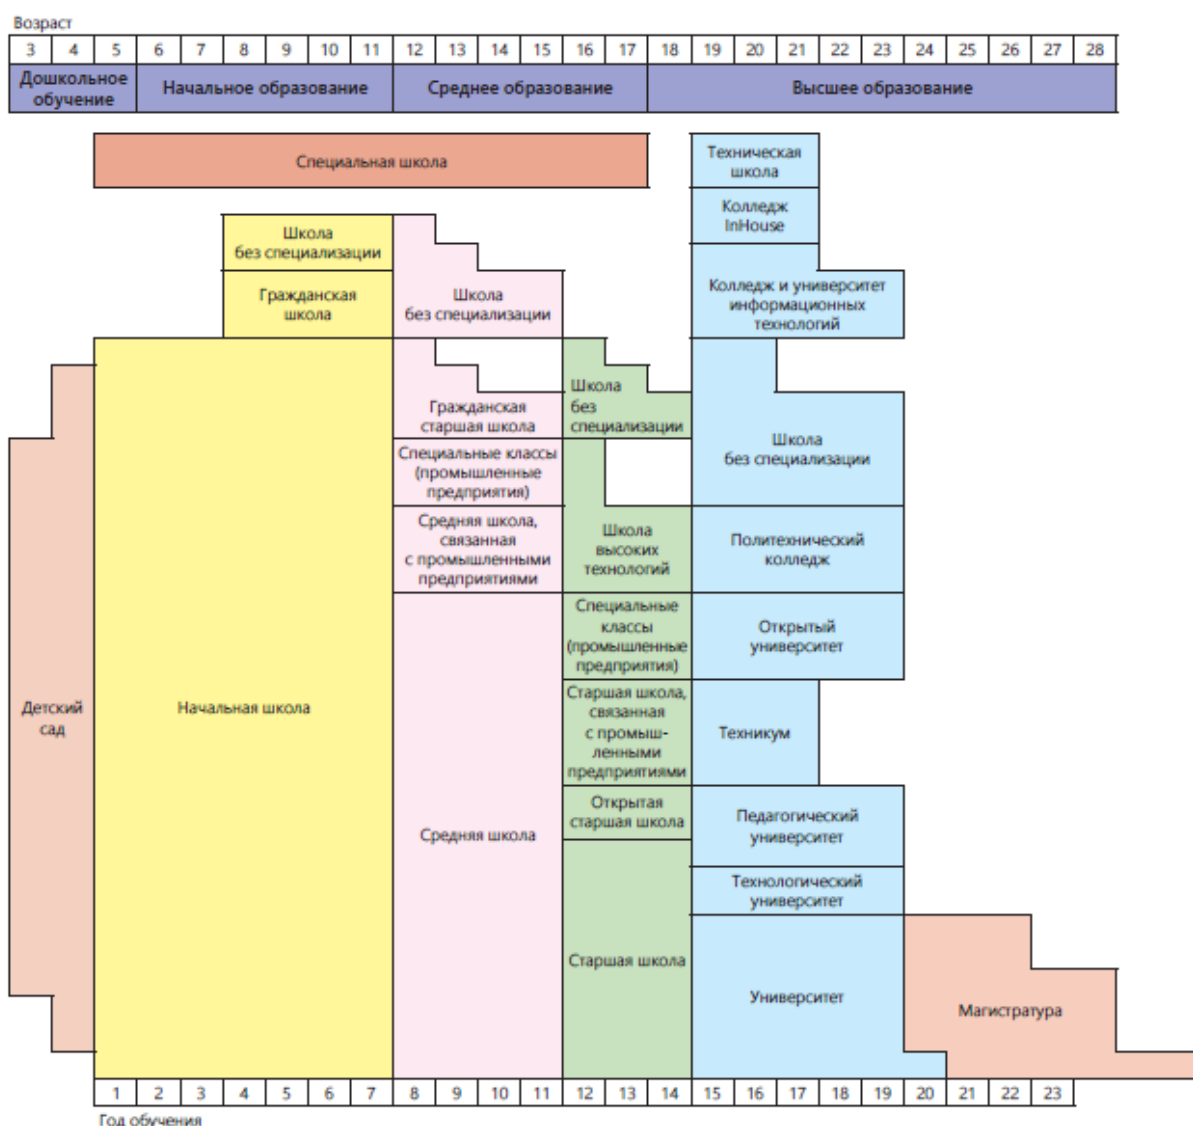 Возраст
3 4 5 6 7 8 9 10 11 12 13 14 15 16 17 18 19 20 21 22 23 24 25 26 27 28
Дошкольное
обучение
Начальное образование
Среднее образование
Высшее образование
Специальная школа
Техническая
школа
Колледж
InHouse
Школа
без специализации
Гражданская
школа
Школа
без специализации
Колледж и университет
информационных
технологий
Гражданская
старшая школа
Школа
без
специализации
Школа
без специализации
Специальные классы
(промышленные
предприятия)
Средняя школа,
связанная
с промышленными
предприятиями
Школа
высоких
технологий
Политехнический
колледж
Специальные
классы
(промышленные
предприятия)
Открытый
университет
Детский
сад
Начальная школа
Старшая школа,
связанная
с промыш-
ленными
предприятиями
Техникум
Средняя школа
Открытая
старшая школа
Педагогический
университет
Технологический
университет
Старшая школа
Университет
Магистратура
1 2 3 4 5 6 7 8 9 10 11 12 13 14 15 16 17 18 19 20 21 22 23
Год обучения